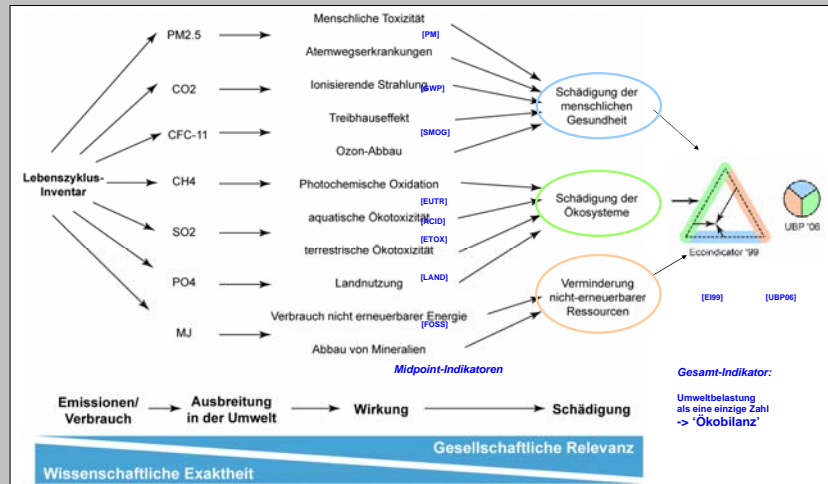 Menschliche Toxizität
[PM]
PM2.5
Atemwegserkrankungen
Ionisierende Strahlung
[GWP]
CO2
Schädigung der
menschlichen
Gesundheit
Treibhauseffekt
[SMOG]
CFC-11
Ozon-Abbau
Lebenszyklus-
Inventar
CH4
Photochemische Oxidation
[EUTR]
aquatische Ökotoxizität
[ACID]
Schädigung der
Ökosysteme
SO2
[ETOX]
terrestrische Ökotoxizität
UBP '06
Ecoindicator '99
PO4
Landnutzung
[LAND]
Verminderung
nicht-erneuerbarer
Ressourcen
[EI99]
[UBP06]
MJ
Verbrauch nicht erneuerbarer Energie
[FOSS]
Abbau von Mineralien
Midpoint-Indikatoren
Gesamt-Indikator:
Umweltbelastung
als eine einzige Zahl
-> 'Ökobilanz'
Emissionen/
Verbrauch
Ausbreitung
in der Umwelt
Wirkung
Schädigung
Gesellschaftliche Relevanz
Wissenschaftliche Exaktheit